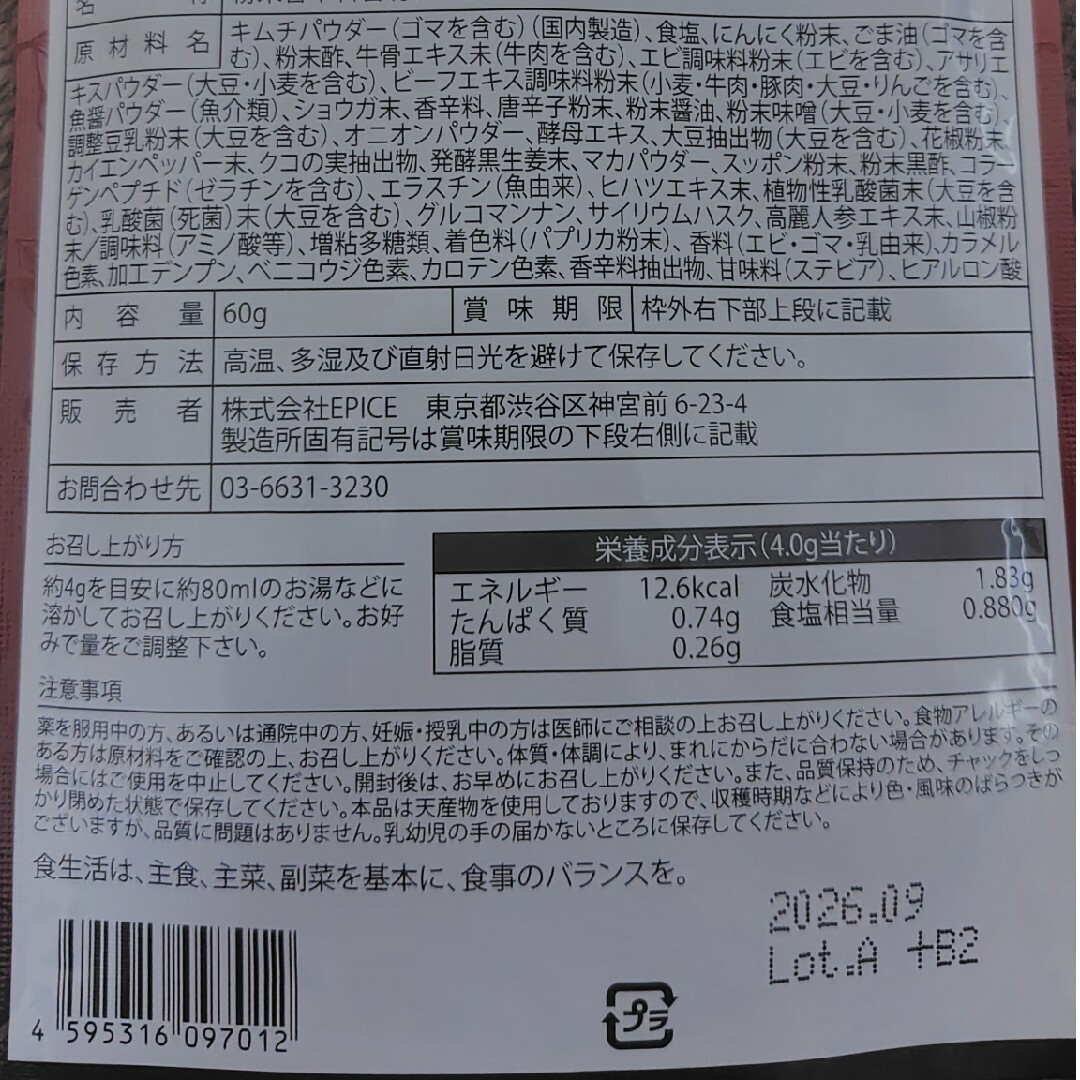 原材料名
キムチパウダー(ゴマを含む)(国内製造)、食塩、にんにく粉末、ごま油(ゴマを含
む)、粉末酢、牛骨エキス末(牛肉を含む)、エビ調味料粉末(エビを含む)、アサリエ
キスパウダー(大豆・小麦を含む)、ビーフエキス調味料粉末(小麦・牛肉・豚肉・大豆・りんごを含む)、
魚醤パウダー(魚介類)、ショウガ末、香辛料、唐辛子粉末、粉末醤油、粉末味噌(大豆・小麦を含む)、
調整豆乳粉末(大豆を含む)、オニオンパウダー、酵母エキス、大豆抽出物(大豆を含む)、花椒粉末、
カイエンペッパー末、クコの実抽出物、発酵黒生姜末、マカパウダー、スッポン粉末、粉末黒酢、コラー
ゲンペプチド(ゼラチンを含む)、エラスチン(魚由来)、ヒハツエキス末、植物性乳酸菌末(大豆を含
む)、乳酸菌(死菌)末(大豆を含む)、グルコマンナン、サイリウムハスク、高麗人参エキス末、山椒粉
末/調味料(アミノ酸等)、増粘多糖類、着色料(パプリカ粉末)、香料(エビ・ゴマ・乳由来)、カラメル
色素、加工デンプン、ベニコウジ色素、カロテン色素、香辛料抽出物、甘味料(ステビア)、ヒアルロン酸
内容量 60g 賞味期限 枠外右下部上段に記載
保存方法 高温、多湿及び直射日光を避けて保存してください。
販売者 株式会社EPICE 東京都渋谷区神宮前 6-23-4
製造所固有記号は賞味期限の下段右側に記載
お問合わせ先 03-6631-3230
お召し上がり方
約4gを目安に約80mlのお湯などに
溶かしてお召し上がりください。お好
みで量をご調整下さい。
栄養成分表示(4.0g当たり)
エネルギー 12.6kcal 炭水化物 1.83g
たんぱく質 0.74g 食塩相当量 0.880g
脂質 0.26g
注意事項
薬を服用中の方、あるいは通院中の方、妊娠・授乳中の方は医師にご相談の上お召し上がりください。食物アレルギーの
ある方は原材料をご確認の上、お召し上がりください。体質・体調により、まれにからだに合わない場合があります。その
場合にはご使用を中止してください。開封後は、お早めにお召し上がりください。また、品質保持のため、チャックをしっ
かり閉めた状態で保存してください。本品は天産物を使用しておりますので、収穫時期などにより色・風味のばらつきが
ございますが、品質に問題はありません。乳幼児の手の届かないところに保存してください。
食生活は、主食、主菜、副菜を基本に、食事のバランスを。
2026.09
Lot.A +B2
プラ
4 595316 097012